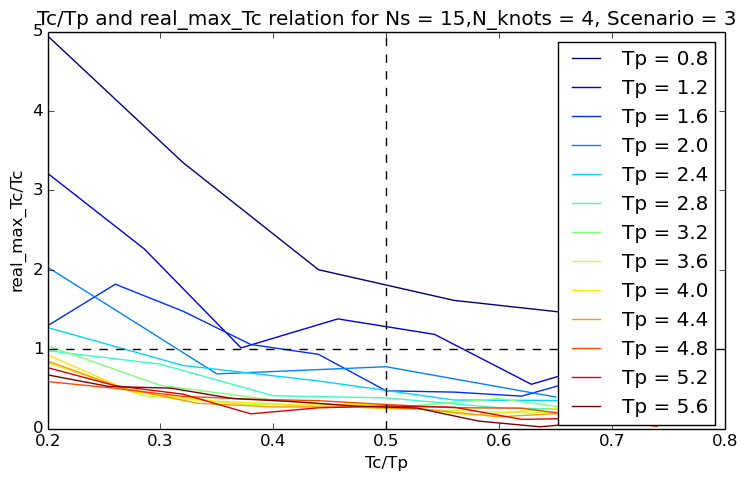 Tc/Tp and real_max_Tc relation for Ns = 15,N_knots = 4, Scenario = 3
5
4
3
2
1
0
real_max_Tc/Tc
Tp = 0.8
Tp = 1.2
Tp = 1.6
Tp = 2.0
Tp = 2.4
Tp = 2.8
Tp = 3.2
Tp = 3.6
Tp = 4.0
Tp = 4.4
Tp = 4.8
Tp = 5.2
Tp = 5.6
0.2 0.3 0.4 0.5 0.6 0.7 0.8
Tc/Tp